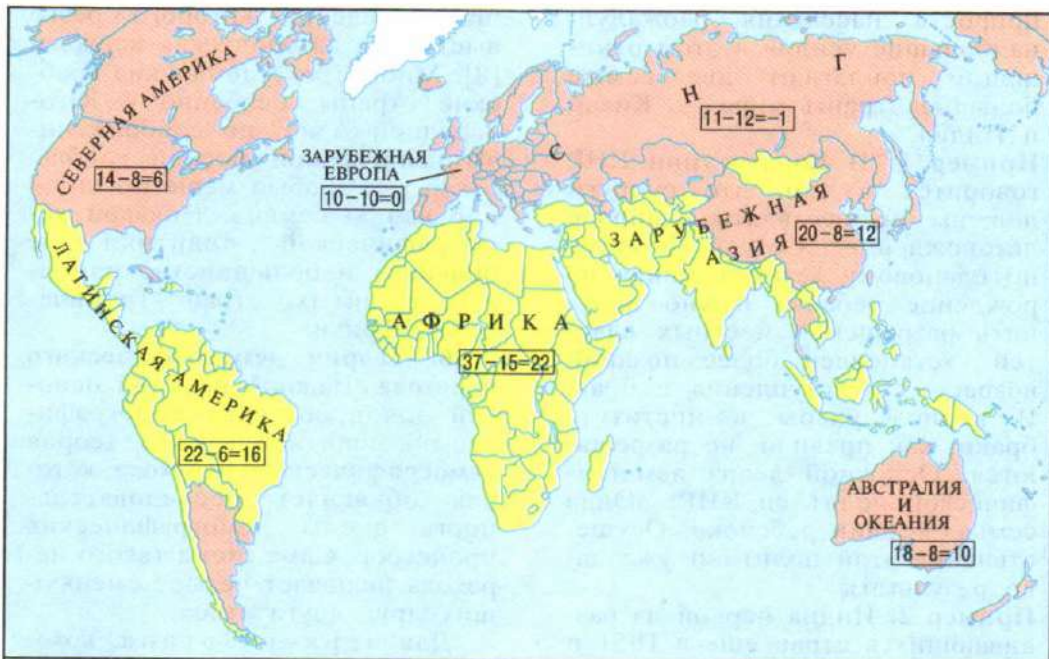 СЕВЕРНАЯ АМЕРИКА
14–8=6
ЗАРУБЕЖНАЯ
ЕВРОПА
10–10=0
С Н Г
11–12=–1
ЗАРУБЕЖНАЯ
АЗИЯ
20–8=12
ЛАТИНСКАЯ АМЕРИКА
22–6=16
АФРИКА
37–15=22
АВСТРАЛИЯ
И
ОКЕАНИЯ
18–8=10